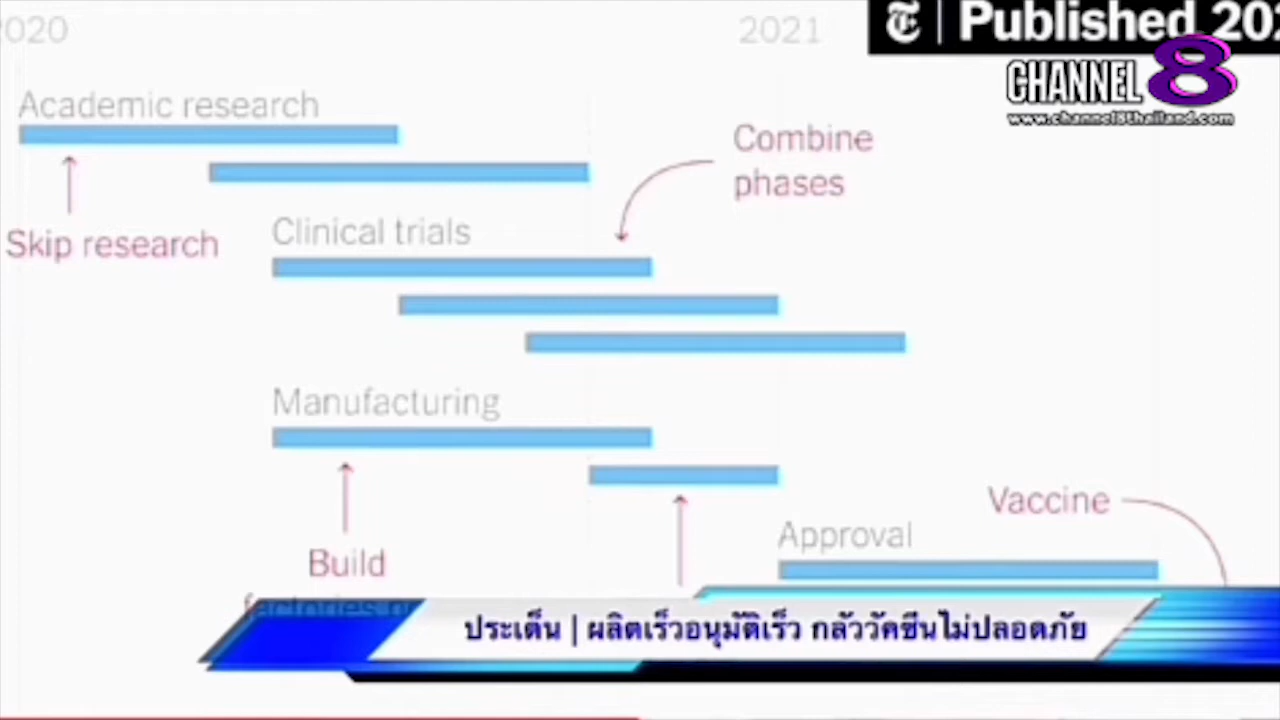 2020
2021
Published 202
CHANNEL 8
www.channel8thailand.com
Academic research
Combine
phases
Skip research
Clinical trials
Manufacturing
Vaccine
Approval
Build
factories
ประเด็น | ผลิตเร็วอนุมัติเร็ว กลัววัคซีนไม่ปลอดภัย